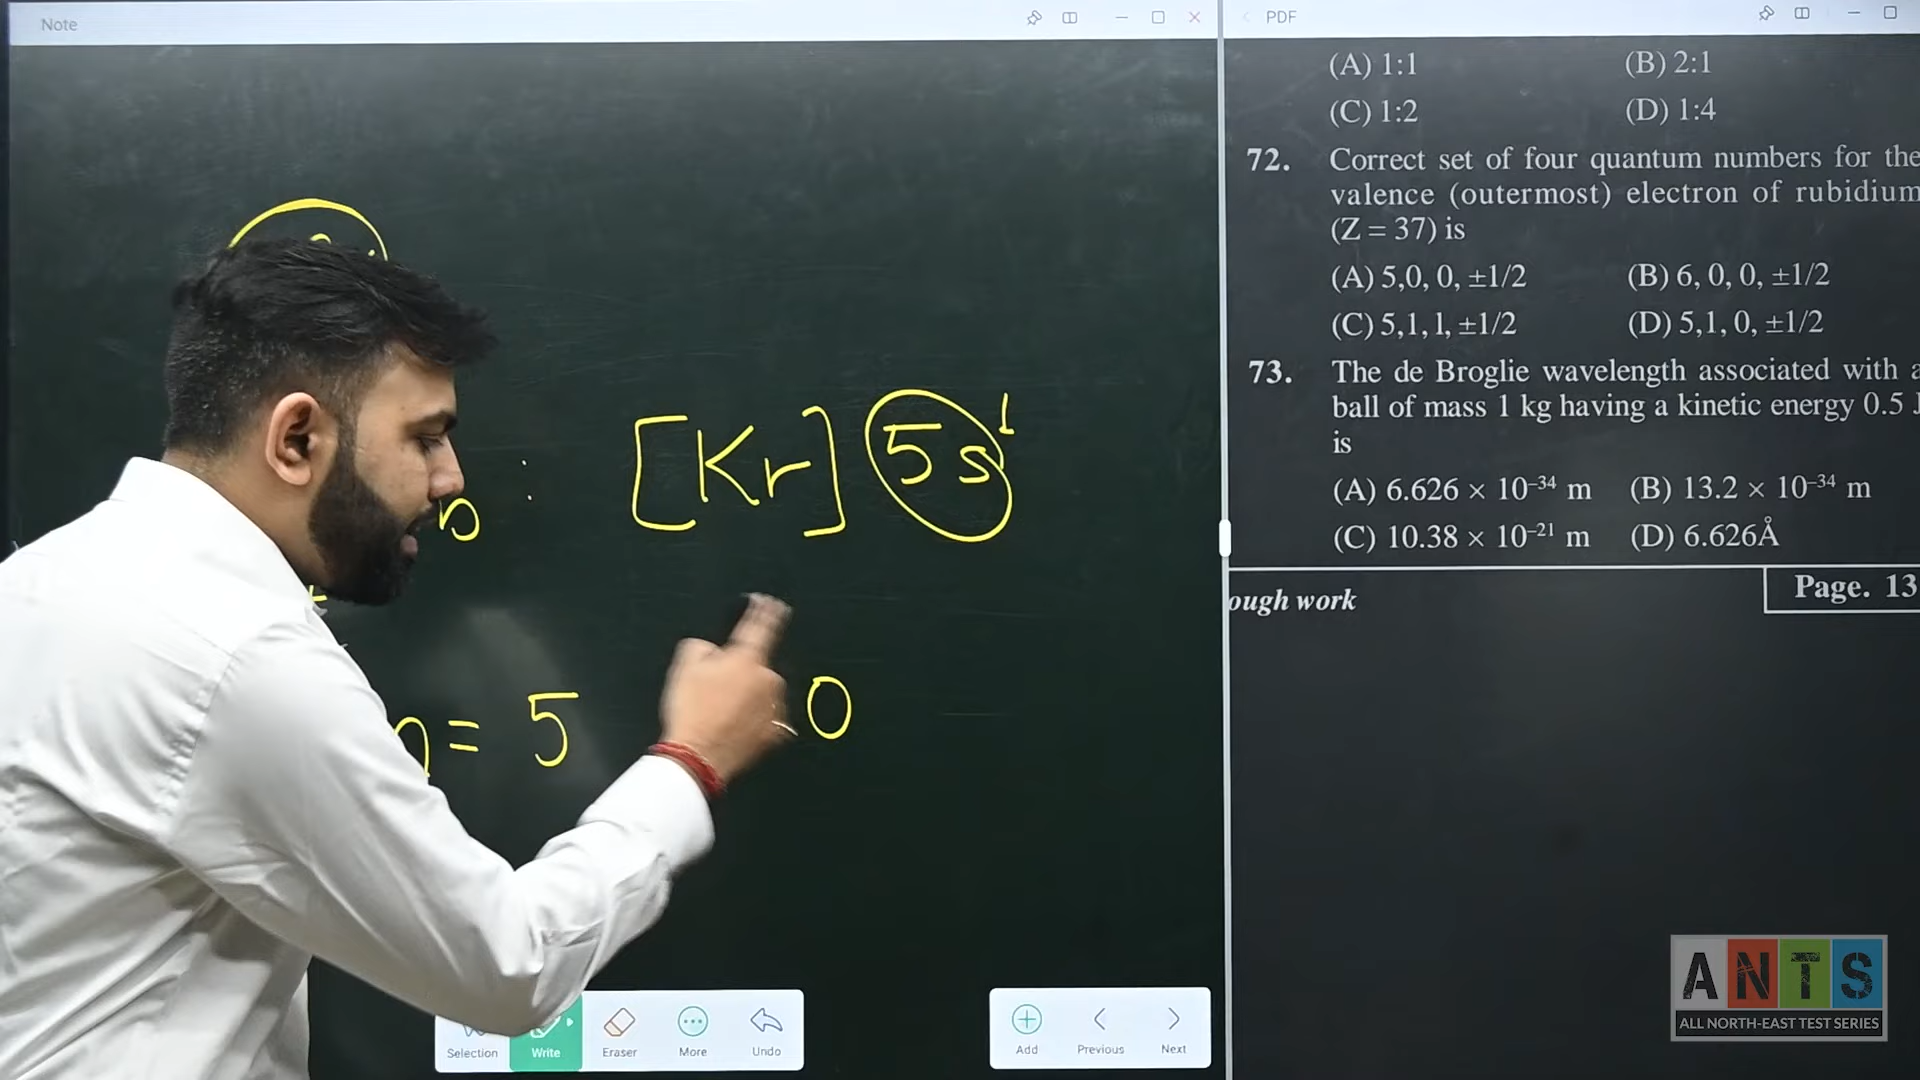 Note
PDF
(A) 1:1 (B) 2:1
(C) 1:2 (D) 1:4
72. Correct set of four quantum numbers for the
valence (outermost) electron of rubidium
(Z = 37) is
(A) 5,0, 0, ±1/2 (B) 6, 0, 0, ±1/2
(C) 5,1, 1, ±1/2 (D) 5,1, 0, ±1/2
73. The de Broglie wavelength associated with a
ball of mass 1 kg having a kinetic energy 0.5 J
is
(A) 6.626 × 10⁻³⁴ m (B) 13.2 × 10⁻³⁴ m
(C) 10.38 × 10⁻²¹ m (D) 6.626Å
ough work
Page. 13
b : [Kr] 5s¹
n = 5 0
Selection Write Eraser More Undo
Add Previous Next
ANTS
ALL NORTH-EAST TEST SERIES